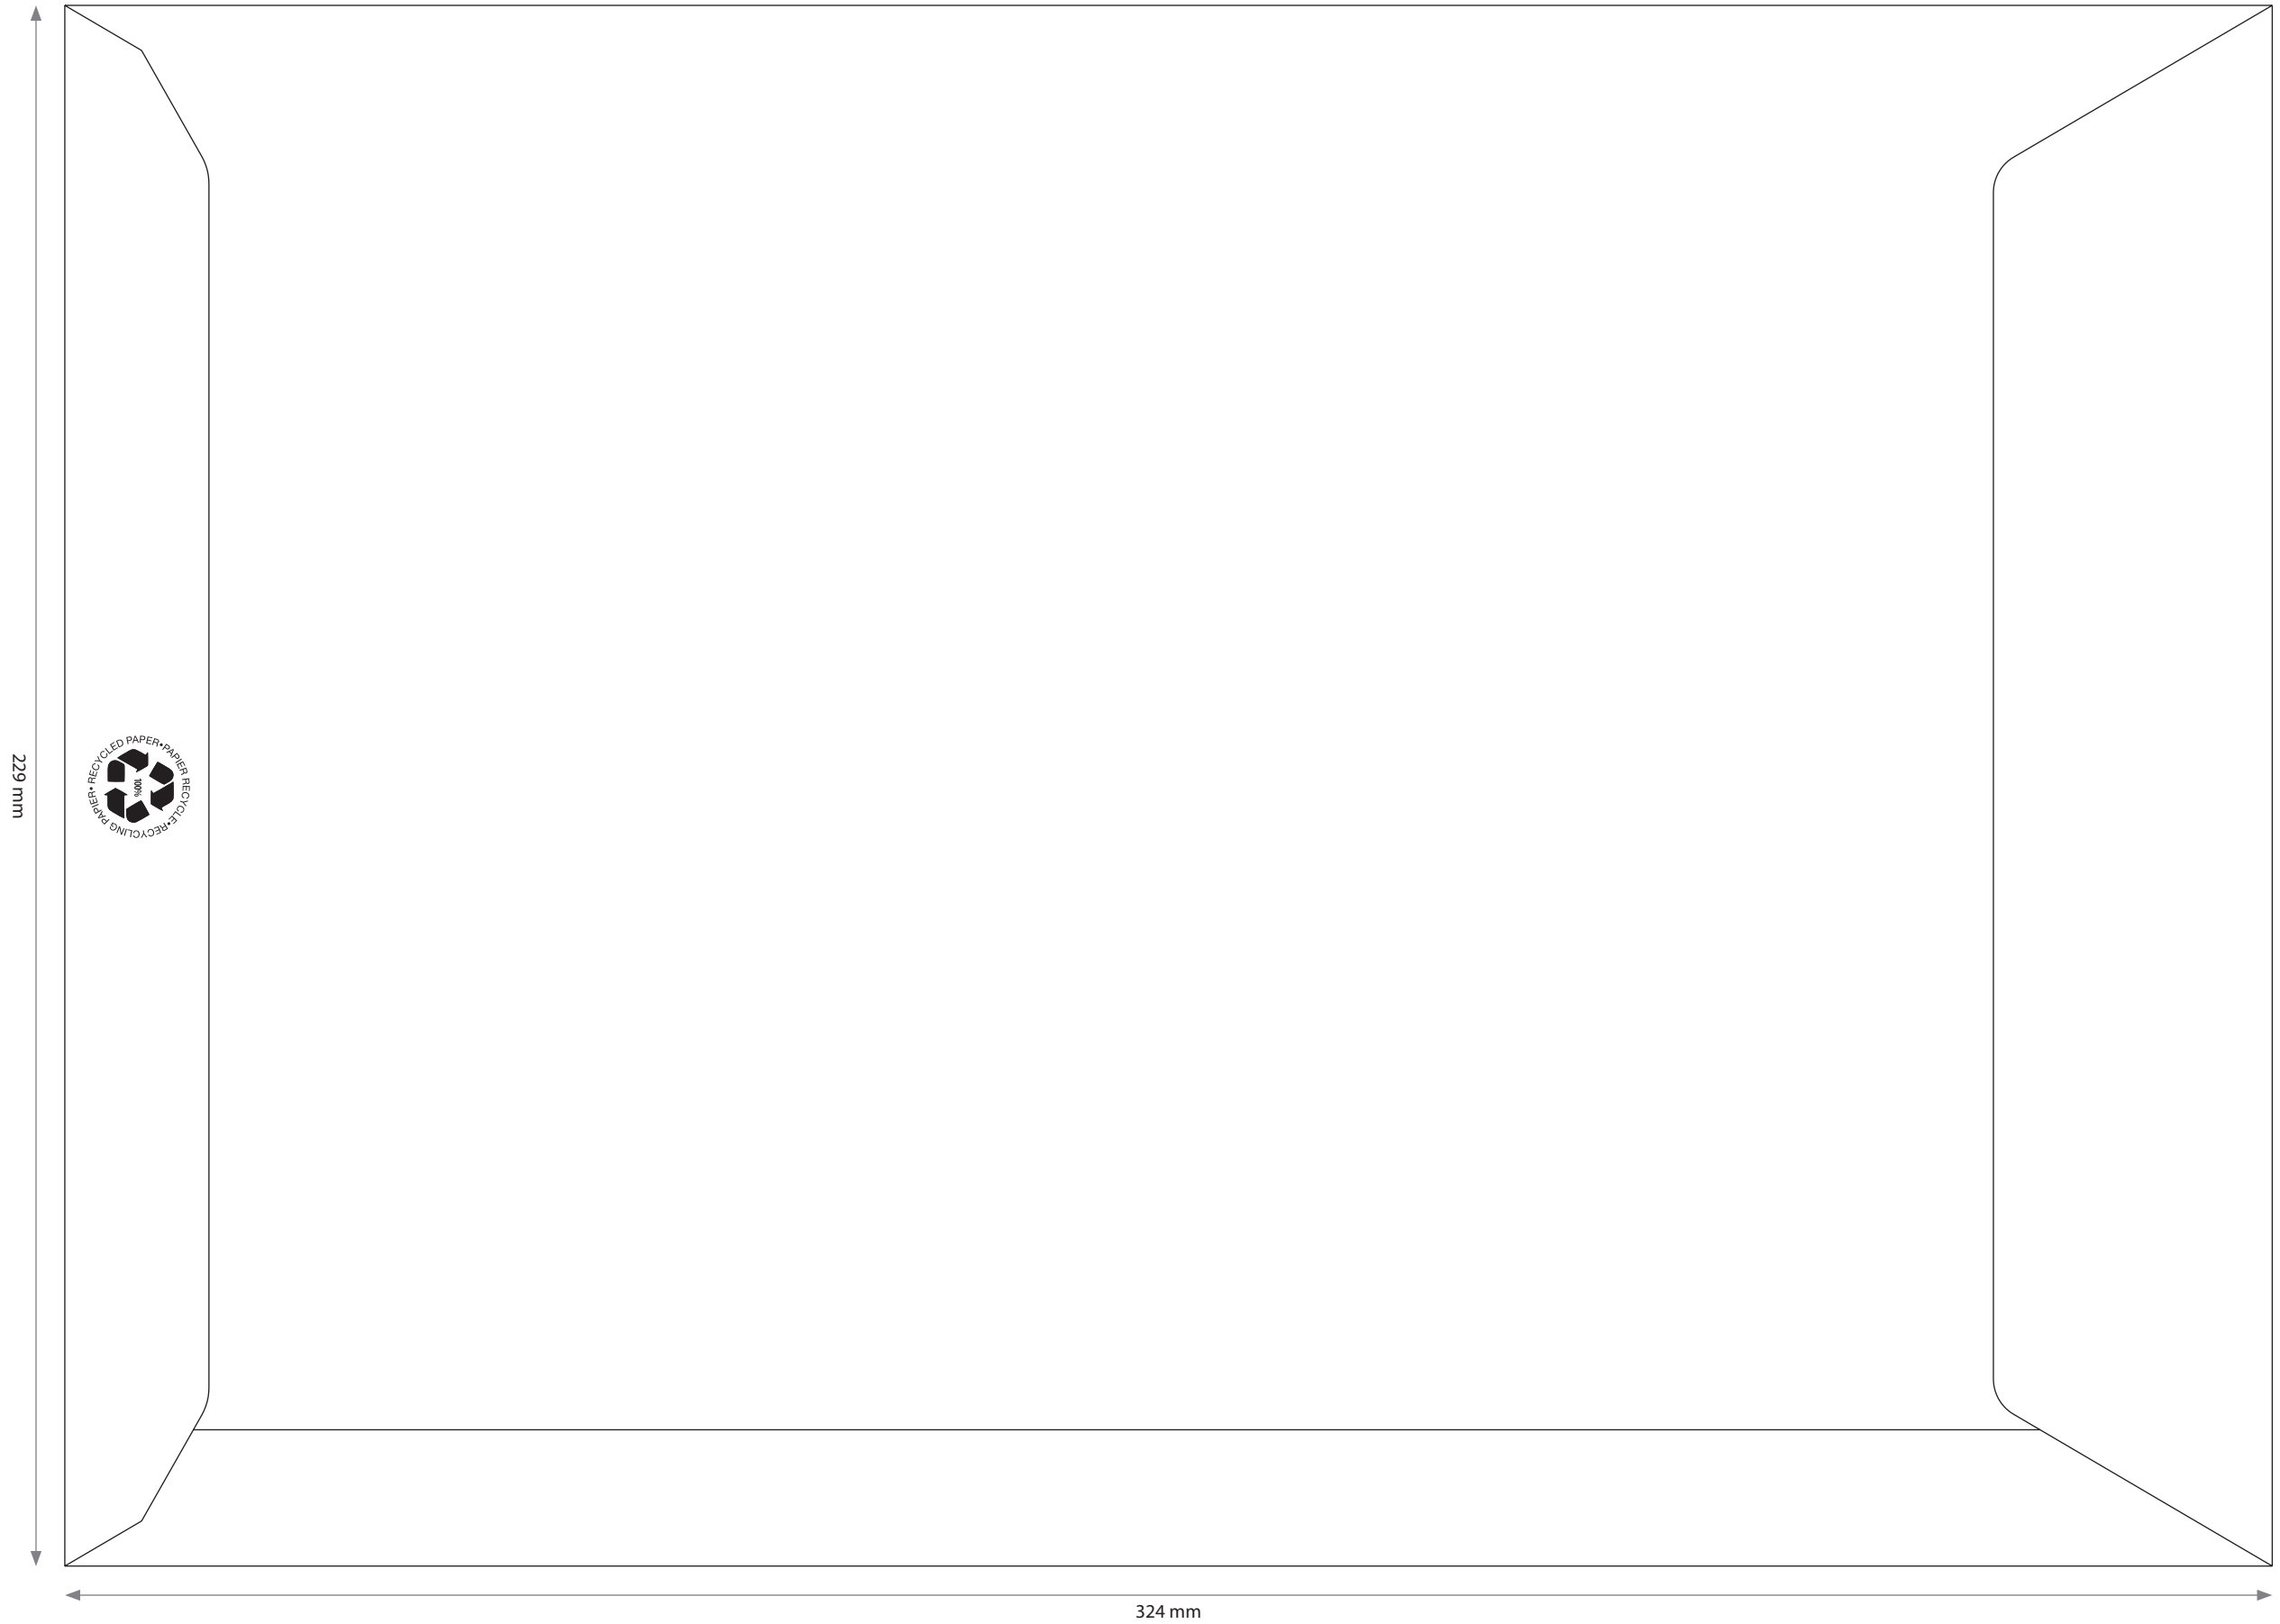 229 mm
RECYCLED PAPER•PAPIER RECYCLE•RECYCLING PAPIER•
100%
324 mm